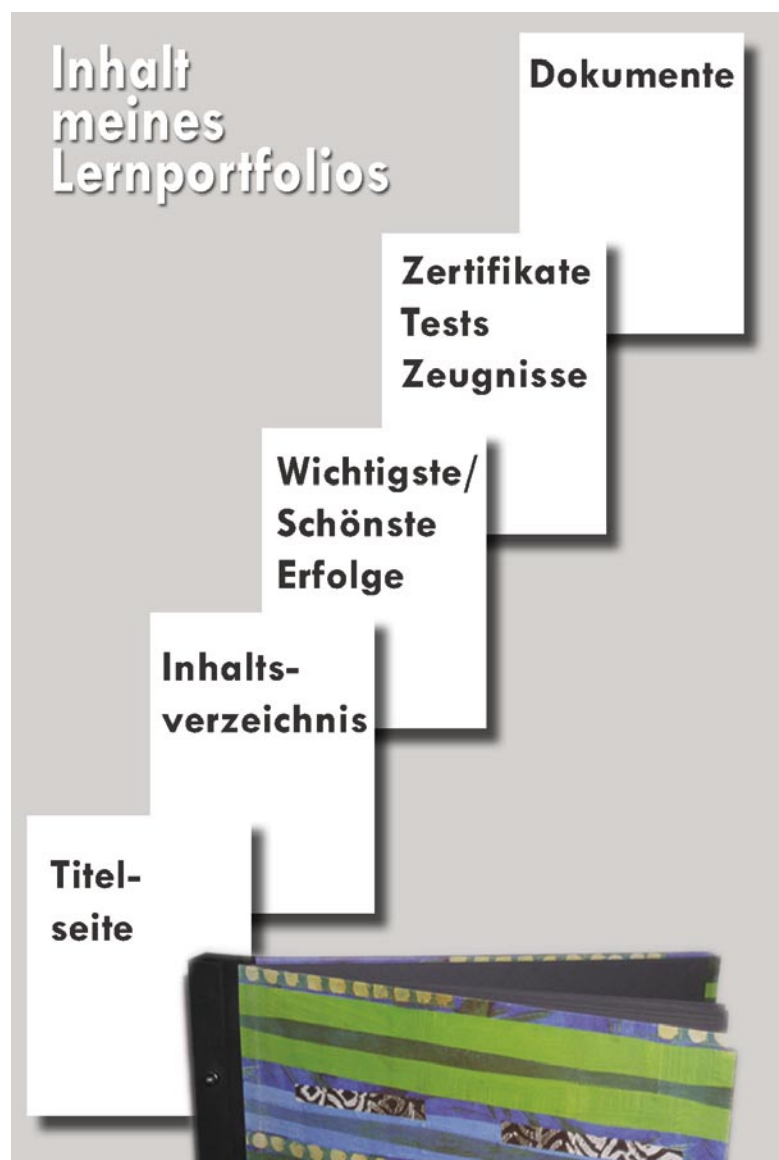 Inhalt
meines
Lernportfolios
Dokumente
Zertifikate
Tests
Zeugnisse
Wichtigste/
Schönste
Erfolge
Inhalts-
verzeichnis
Titel-
seite